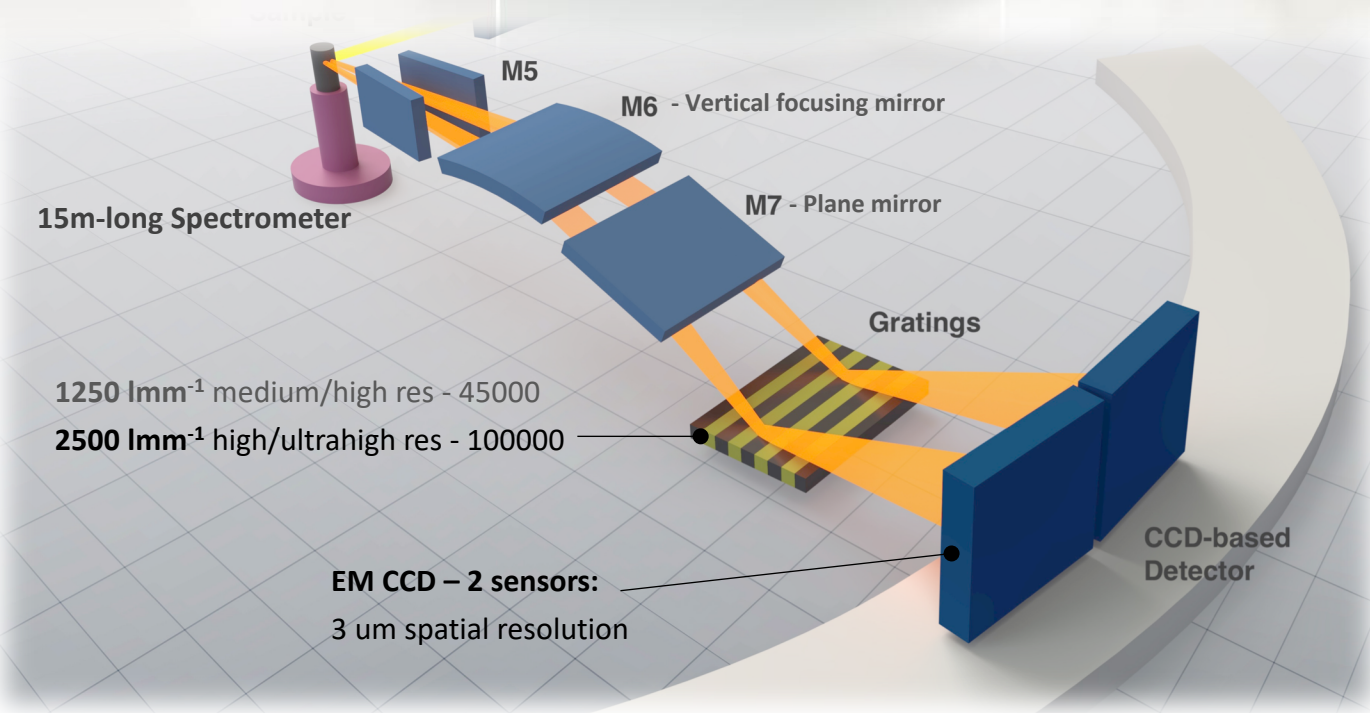 M5
M6 - Vertical focusing mirror
15m-long Spectrometer
M7 - Plane mirror
Gratings
1250 lmm⁻¹ medium/high res - 45000
2500 lmm⁻¹ high/ultrahigh res - 100000
CCD-based
Detector
EM CCD – 2 sensors:
3 um spatial resolution